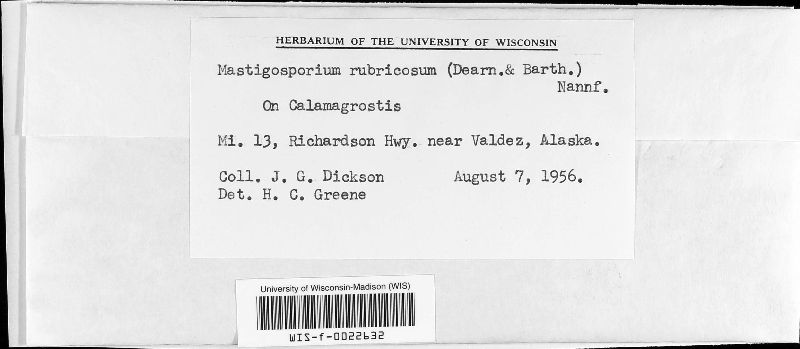 HERBARIUM OF THE UNIVERSITY OF WISCONSIN
Mastigosporium rubricosum (Dearn.& Barth.)
Nannf.
On Calamagrostis
Mi. 13, Richardson Hwy. near Valdez, Alaska.
Coll. J. G. Dickson August 7, 1956.
Det. H. C. Greene
University of Wisconsin-Madison (WIS)
WIS-f-0022632